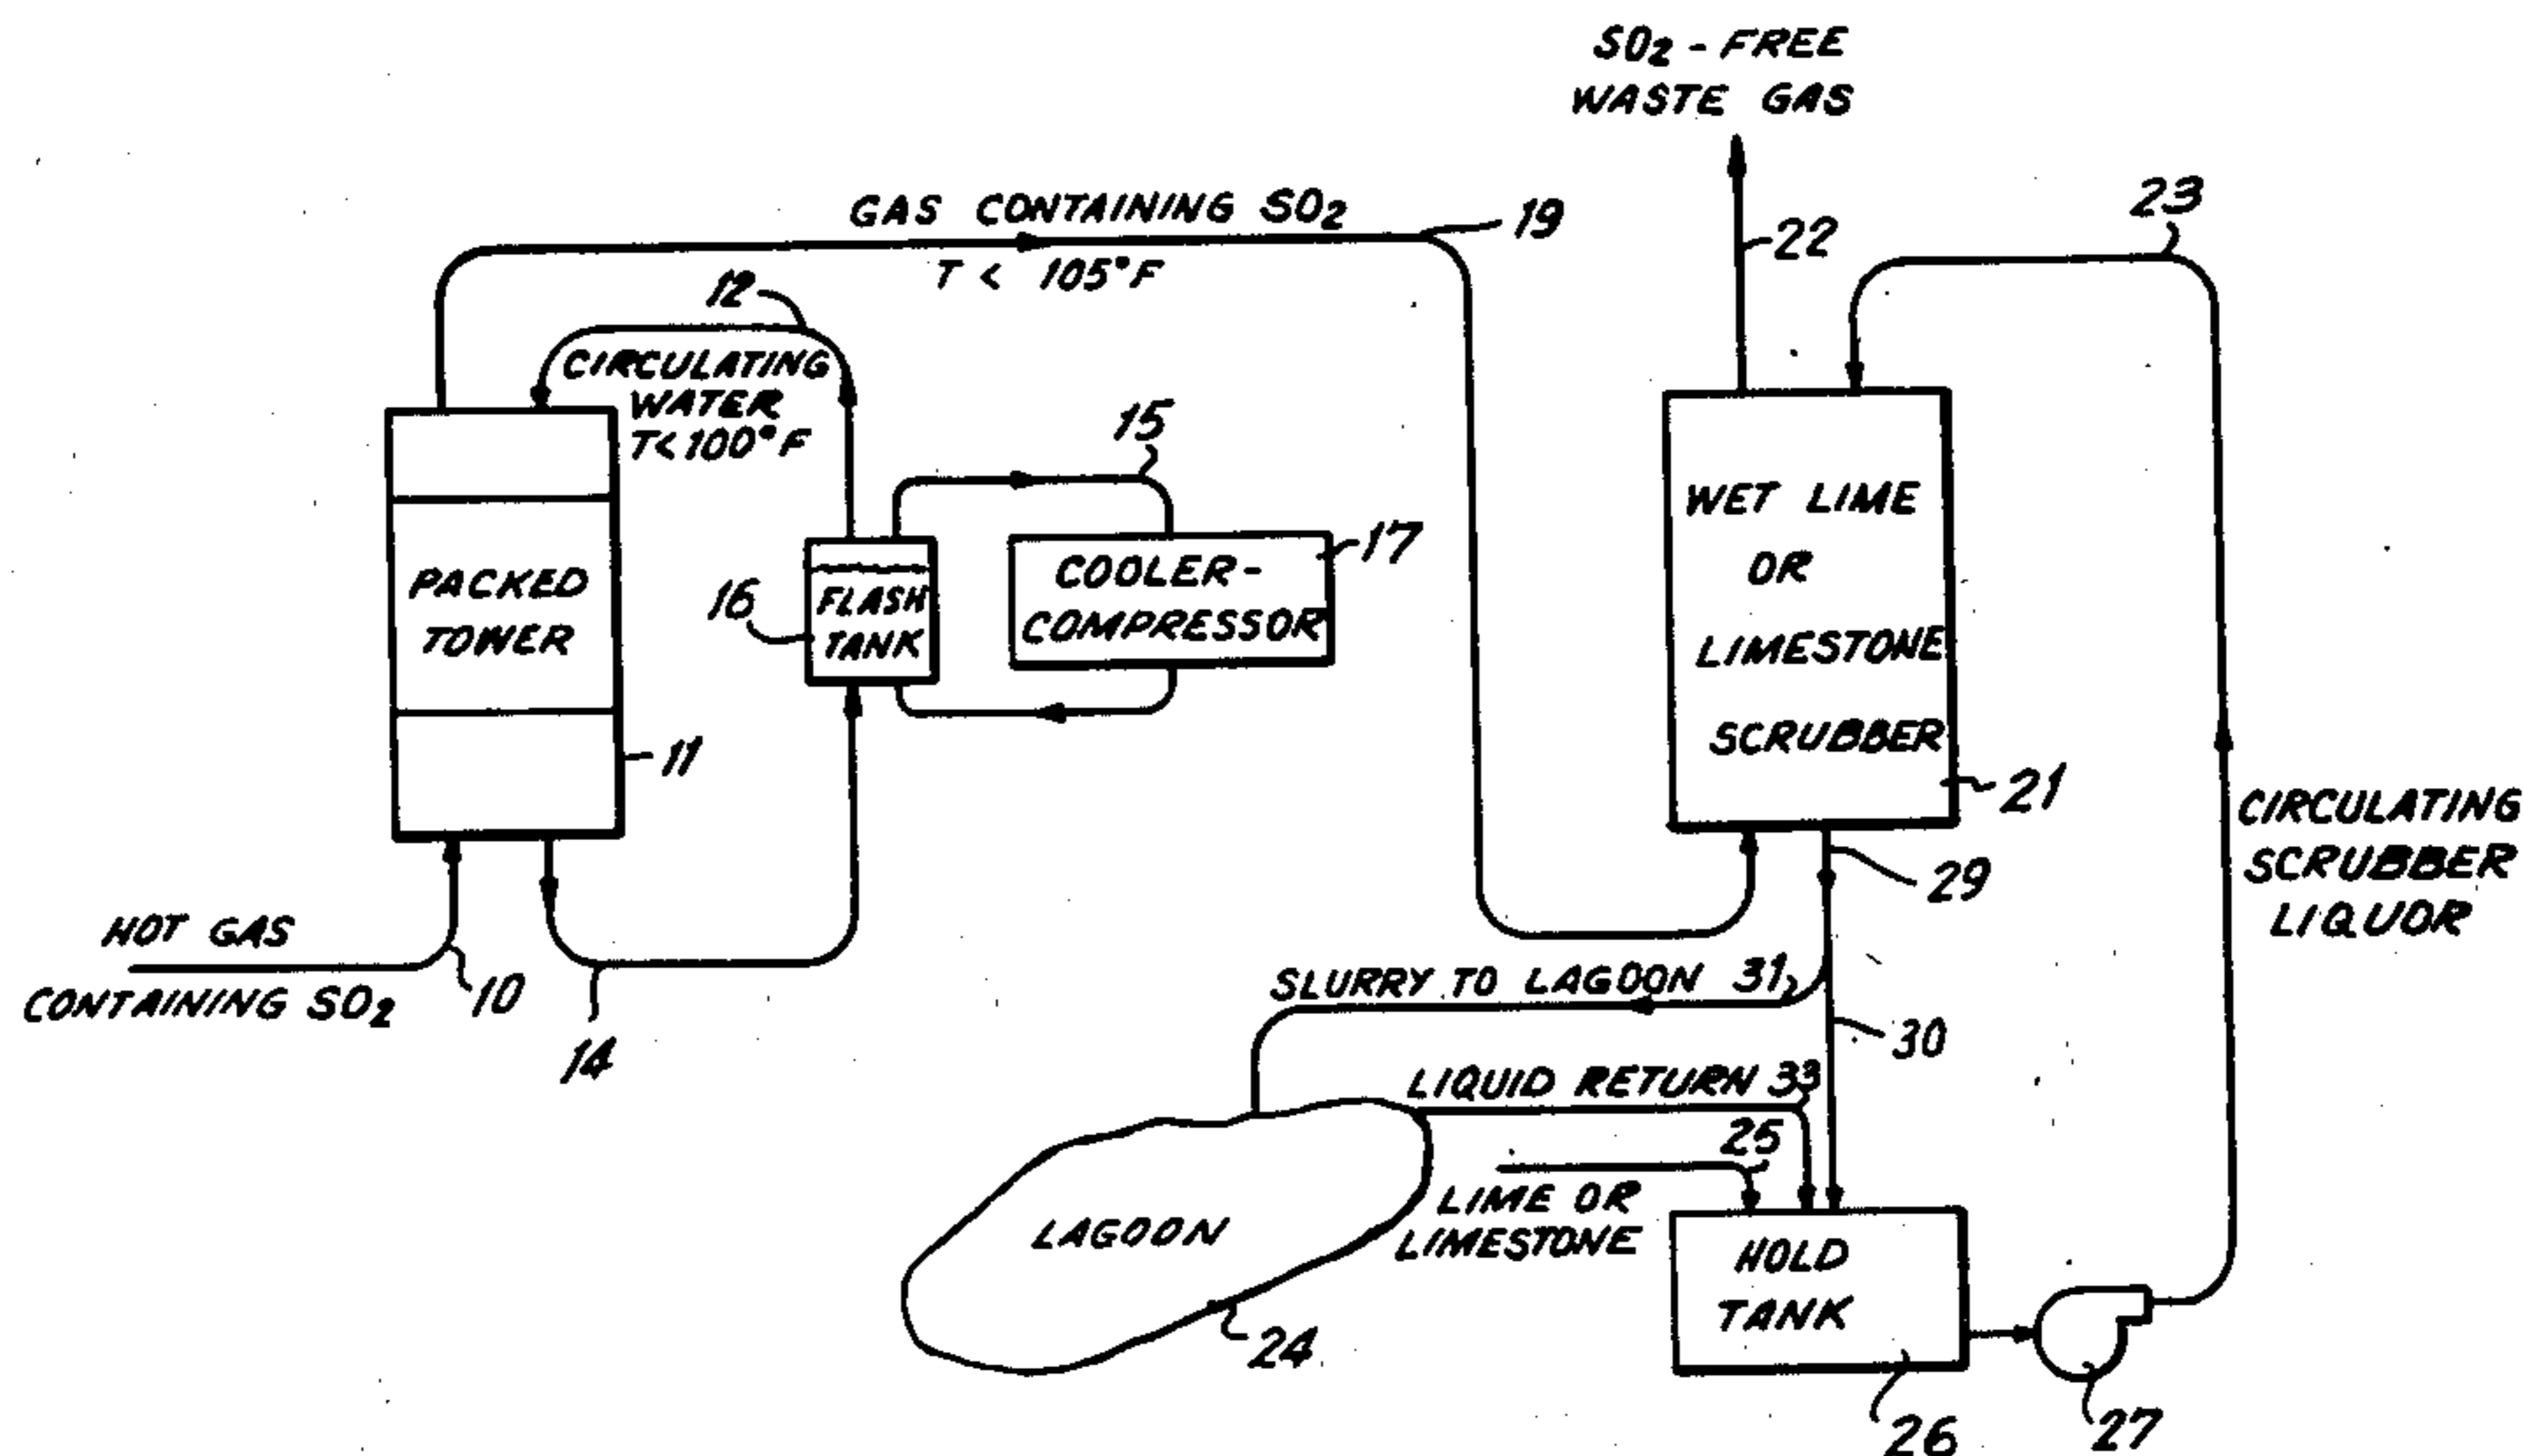 SO2 - FREE
WASTE GAS
23
GAS CONTAINING SO2
19
22
T < 105°F
12
CIRCULATING
WATER
T<100°F
15
17
COOLER-
COMPRESSOR
16
FLASH
TANK
PACKED
TOWER
11
WET LIME
OR
LIMESTONE
SCRUBBER
21
CIRCULATING
SCRUBBER
LIQUOR
29
HOT GAS
CONTAINING SO2
10
14
SLURRY TO LAGOON 31
30
LIQUID RETURN 33
25
LIME OR
LIMESTONE
LAGOON
24
HOLD
TANK
26
27